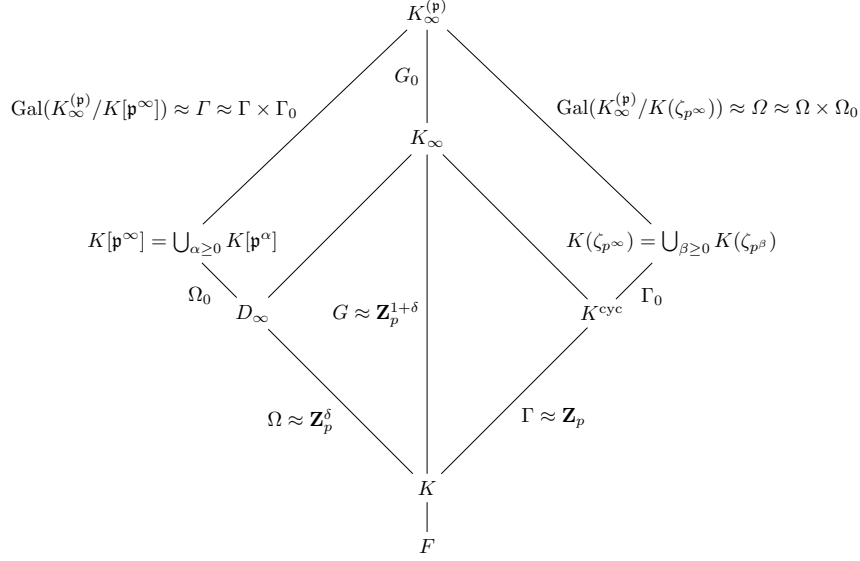 K_∞^{(𝔭)}
G_0
Gal(K_∞^{(𝔭)}/K[𝔭^∞]) ≈ 𝛤 ≈ Γ × Γ_0
Gal(K_∞^{(𝔭)}/K(ζ_{p^∞})) ≈ 𝛺 ≈ Ω × Ω_0
K_∞
K[𝔭^∞] = ⋃_{α≥0} K[𝔭^α]
K(ζ_{p^∞}) = ⋃_{β≥0} K(ζ_{p^β})
Ω_0
Γ_0
D_∞
G ≈ 𝐙_p^{1+δ}
K^{cyc}
Ω ≈ 𝐙_p^δ
Γ ≈ 𝐙_p
K
F